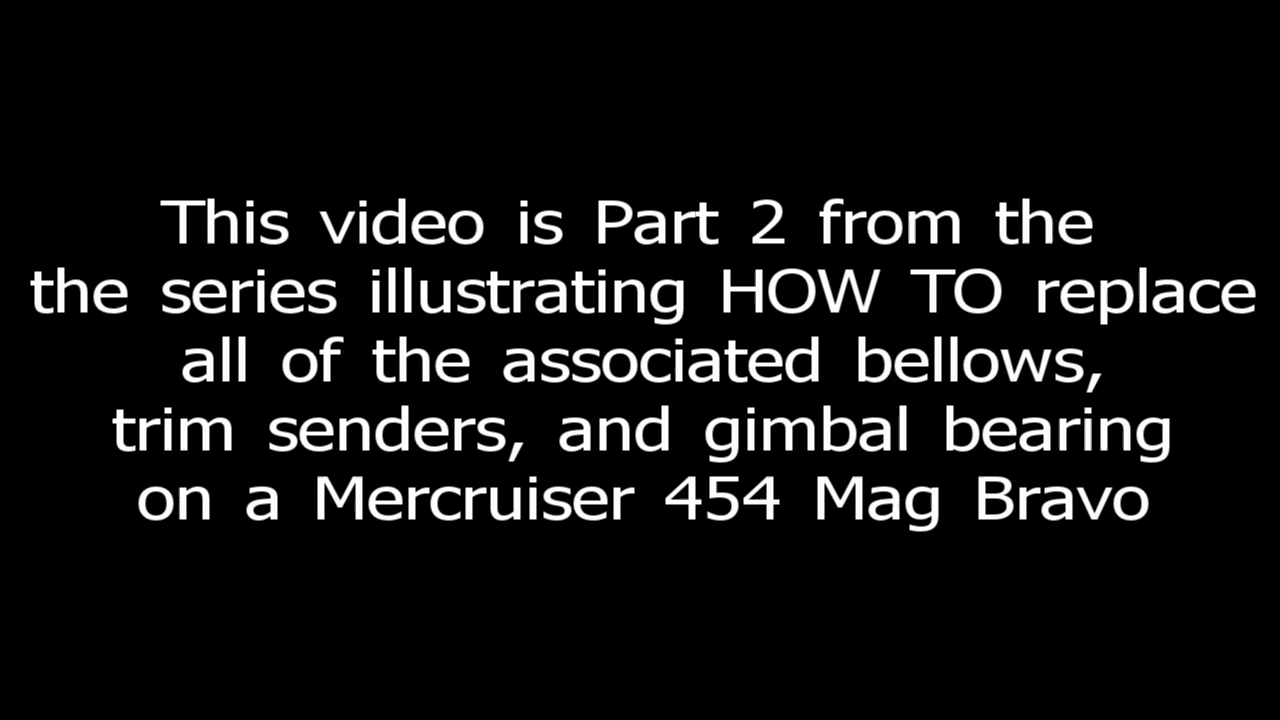 This video is Part 2 from the
the series illustrating HOW TO replace
all of the associated bellows,
trim senders, and gimbal bearing
on a Mercruiser 454 Mag Bravo